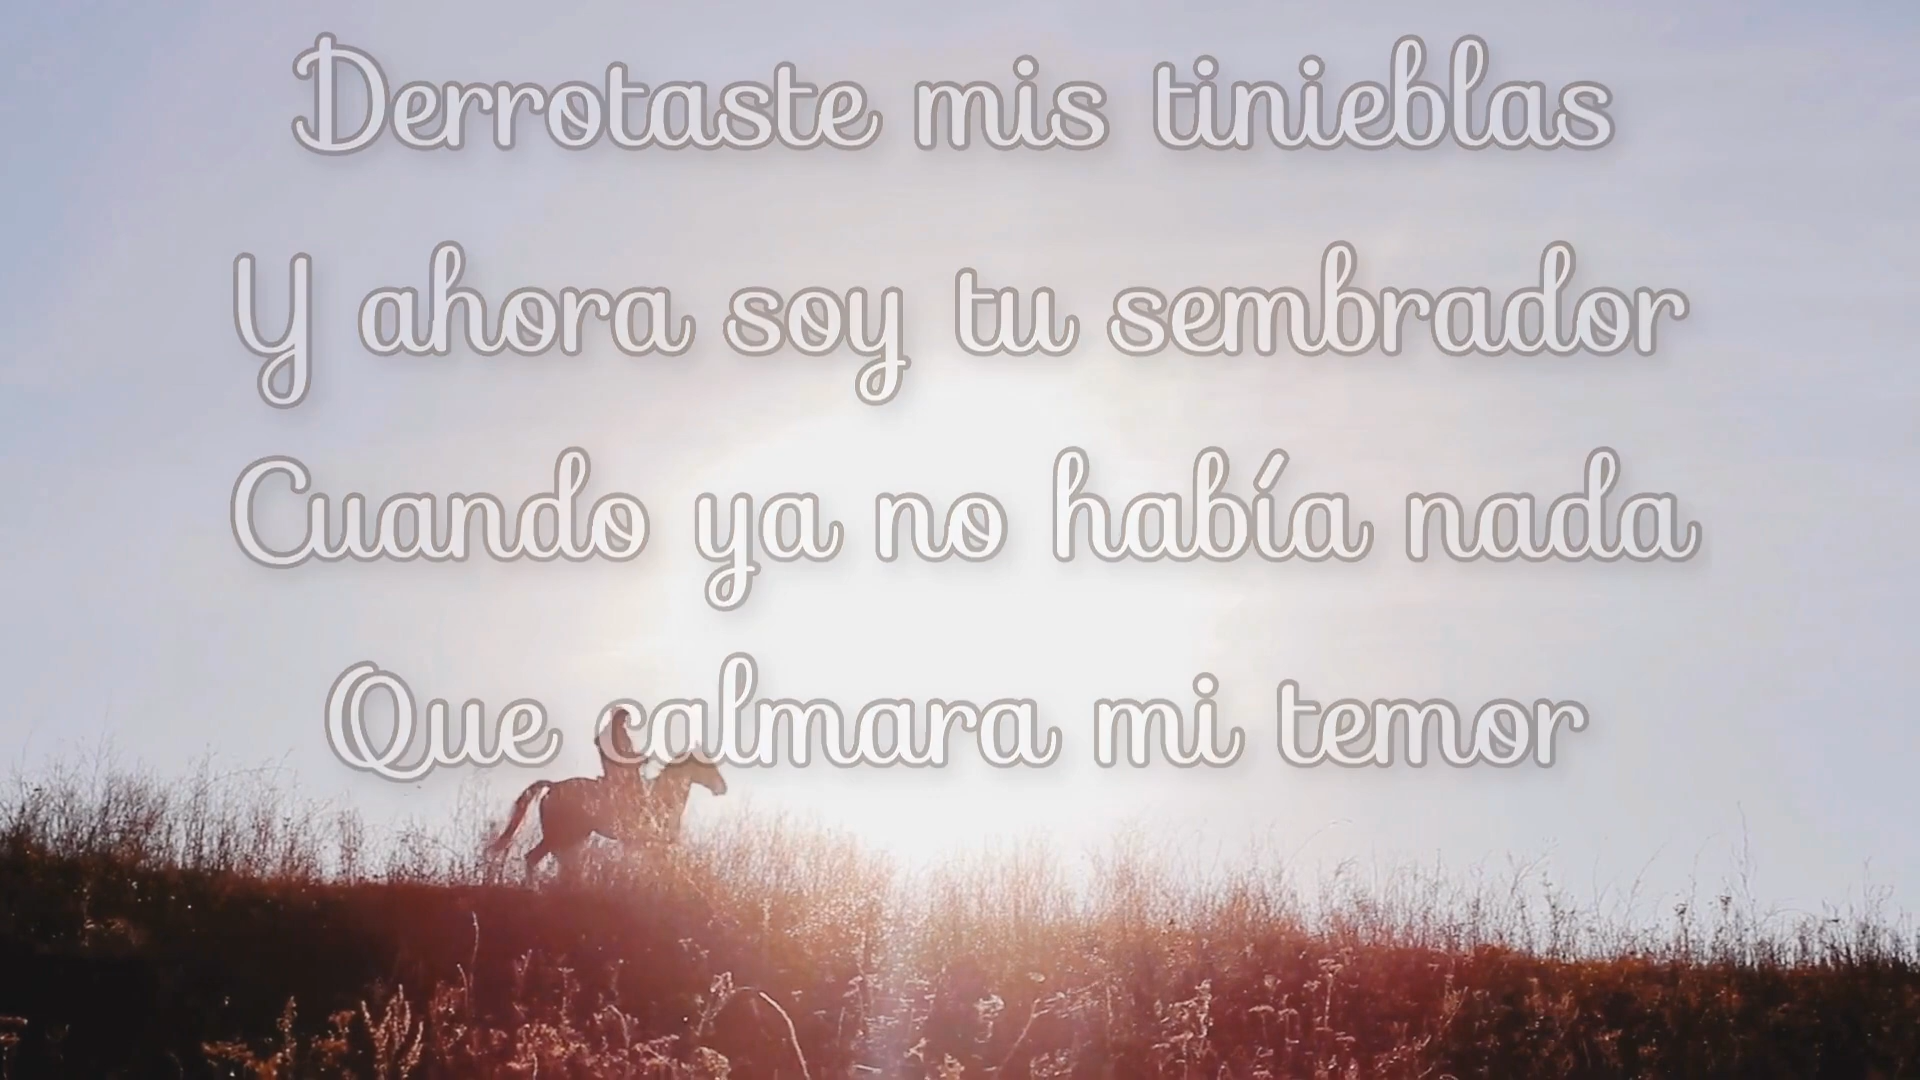 Derrotaste mis tinieblas
Y ahora soy tu sembrador
Cuando ya no había nada
Que calmara mi temor